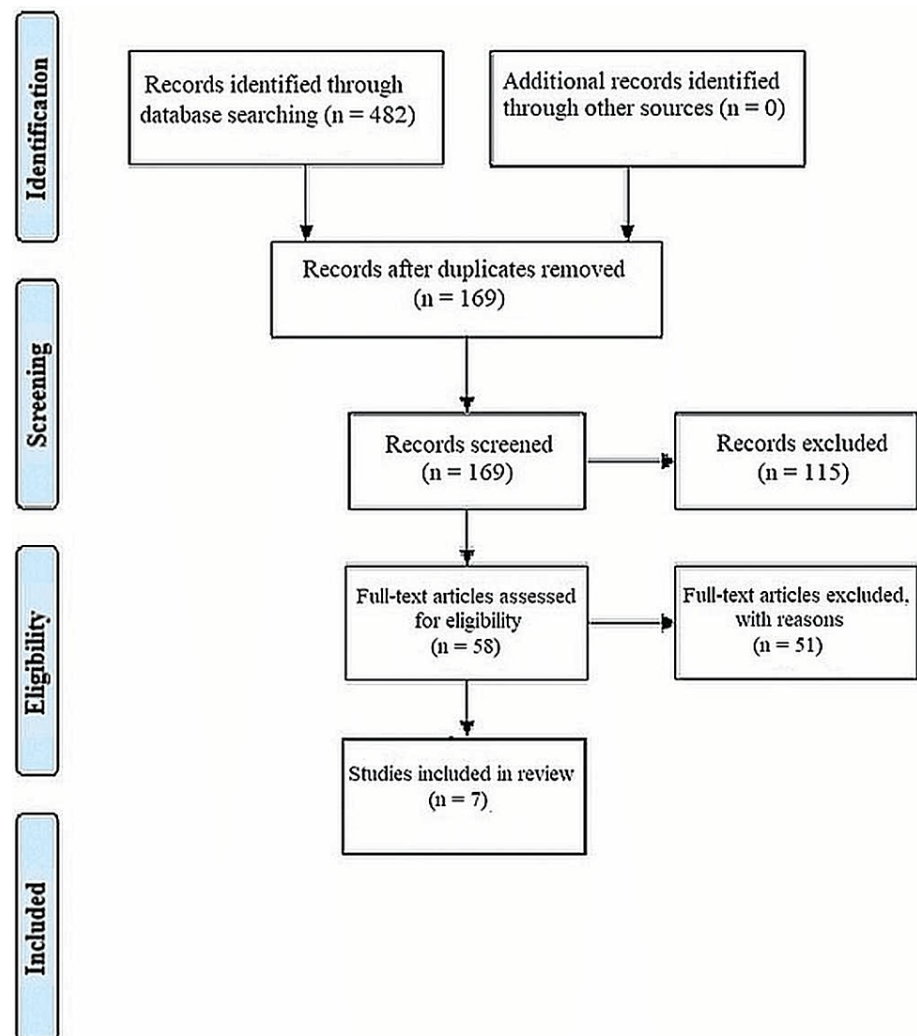 Identification
Records identified through
database searching (n = 482)
Additional records identified
through other sources (n = 0)
Records after duplicates removed
(n = 169)
Screening
Records screened
(n = 169)
Records excluded
(n = 115)
Eligibility
Full-text articles assessed
for eligibility
(n = 58)
Full-text articles excluded,
with reasons
(n = 51)
Studies included in review
(n = 7)
Included